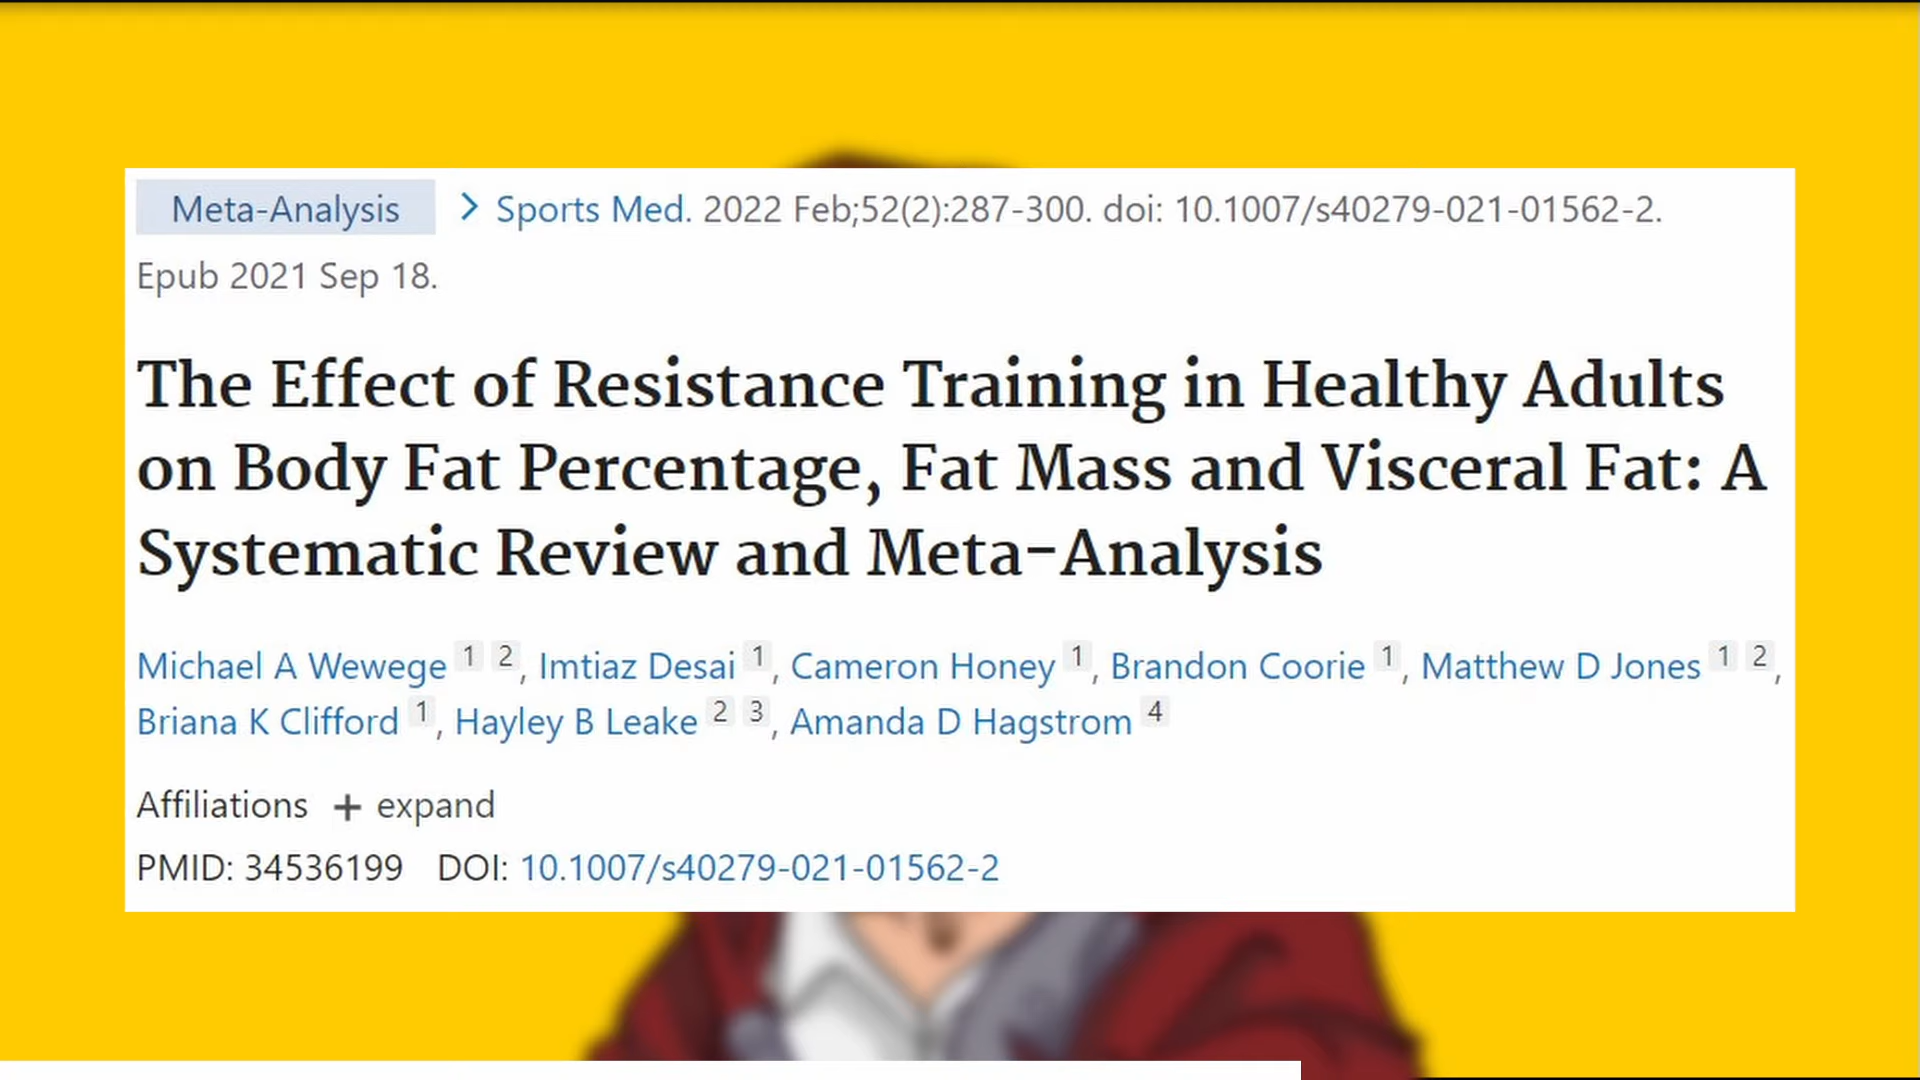 Meta-Analysis > Sports Med. 2022 Feb;52(2):287-300. doi: 10.1007/s40279-021-01562-2.
Epub 2021 Sep 18.
The Effect of Resistance Training in Healthy Adults
on Body Fat Percentage, Fat Mass and Visceral Fat: A
Systematic Review and Meta-Analysis
Michael A Wewege 1 2, Imtiaz Desai 1, Cameron Honey 1, Brandon Coorie 1, Matthew D Jones 1 2,
Briana K Clifford 1, Hayley B Leake 2 3, Amanda D Hagstrom 4
Affiliations + expand
PMID: 34536199 DOI: 10.1007/s40279-021-01562-2